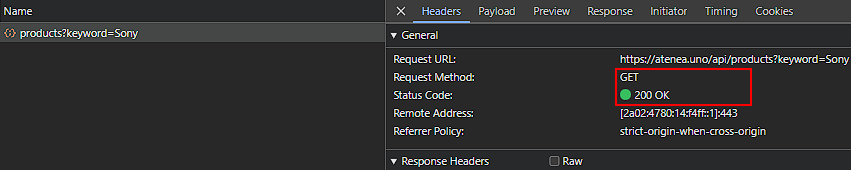 Name
products?keyword=Sony
Headers Payload Preview Response Initiator Timing Cookies
General
Request URL: https://atenea.uno/api/products?keyword=Sony
Request Method: GET
Status Code: 200 OK
Remote Address: [2a02:4780:14:f4ff::1]:443
Referrer Policy: strict-origin-when-cross-origin
Response Headers Raw